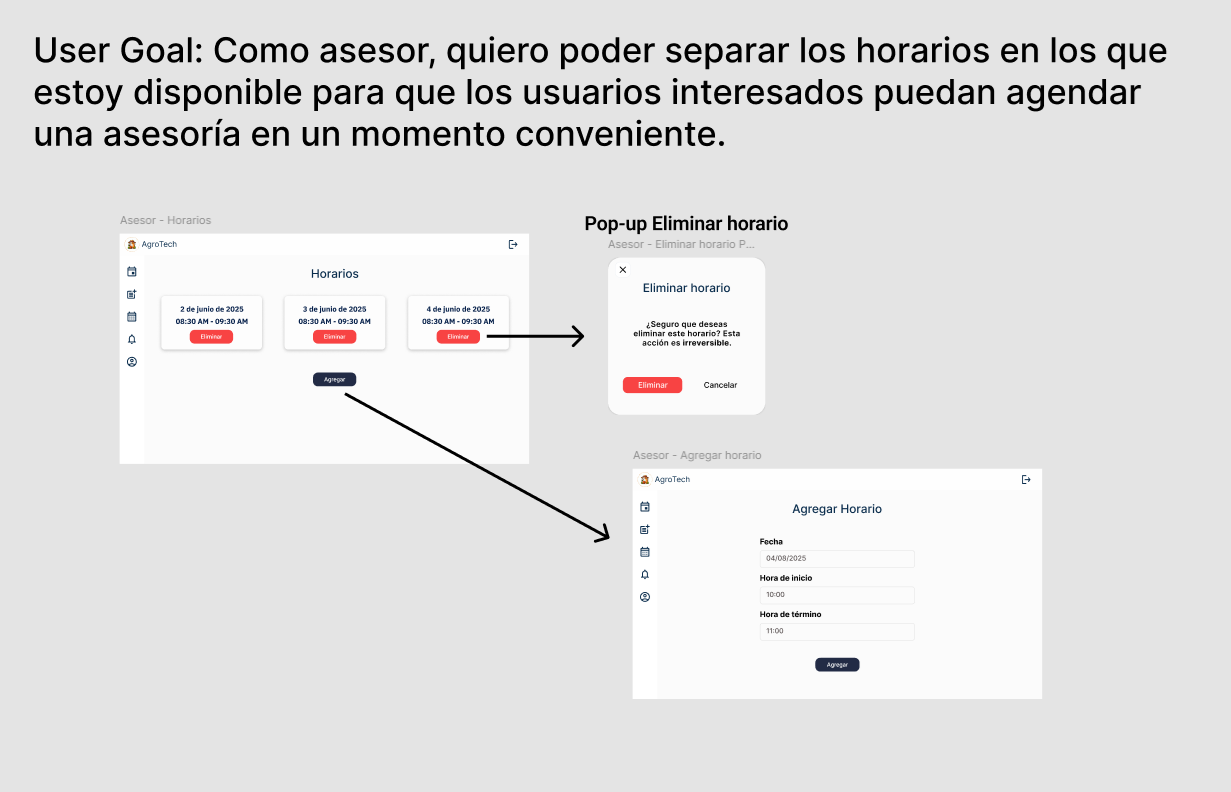 User Goal: Como asesor, quiero poder separar los horarios en los que
estoy disponible para que los usuarios interesados puedan agendar
una asesoría en un momento conveniente.
Asesor - Horarios
AgroTech
Horarios
2 de junio de 2025
08:30 AM - 09:30 AM
Eliminar
3 de junio de 2025
08:30 AM - 09:30 AM
Eliminar
4 de junio de 2025
08:30 AM - 09:30 AM
Eliminar
Agregar
Pop-up Eliminar horario
Asesor - Eliminar horario P...
Eliminar horario
¿Seguro que deseas
eliminar este horario? Esta
acción es irreversible.
Eliminar
Cancelar
Asesor - Agregar horario
AgroTech
Agregar Horario
Fecha
04/08/2025
Hora de inicio
10:00
Hora de término
11:00
Agregar